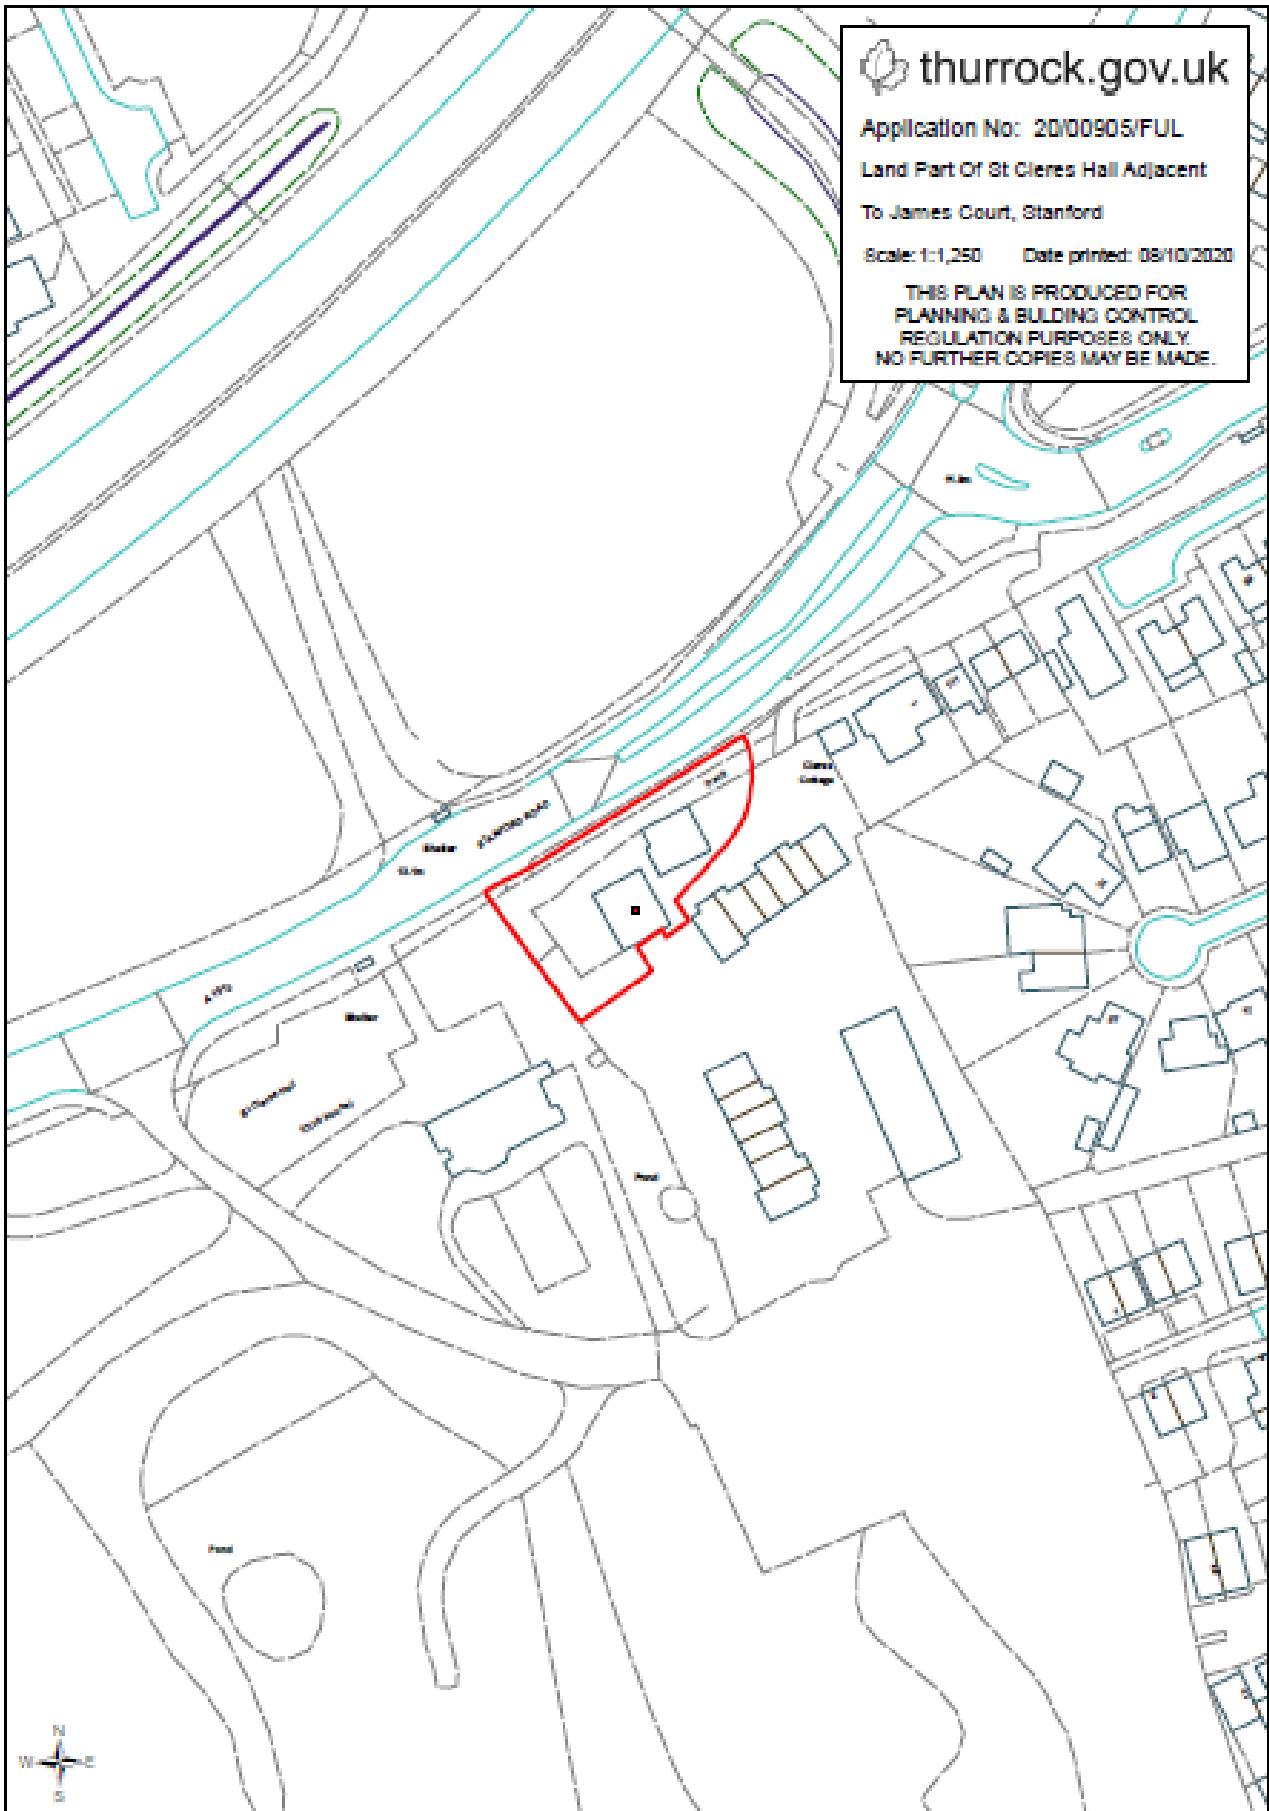 thurrock.gov.uk
Application No: 20/00905/FUL
Land Part Of St Cleres Hall Adjacent
To James Court, Stanford
Scale: 1:1,250 Date printed: 08/10/2020
THIS PLAN IS PRODUCED FOR
PLANNING & BULDING CONTROL
REGULATION PURPOSES ONLY.
NO FURTHER COPIES MAY BE MADE.
Cottage
Shelter
Shelter
Pond
Pond
N
W E
S